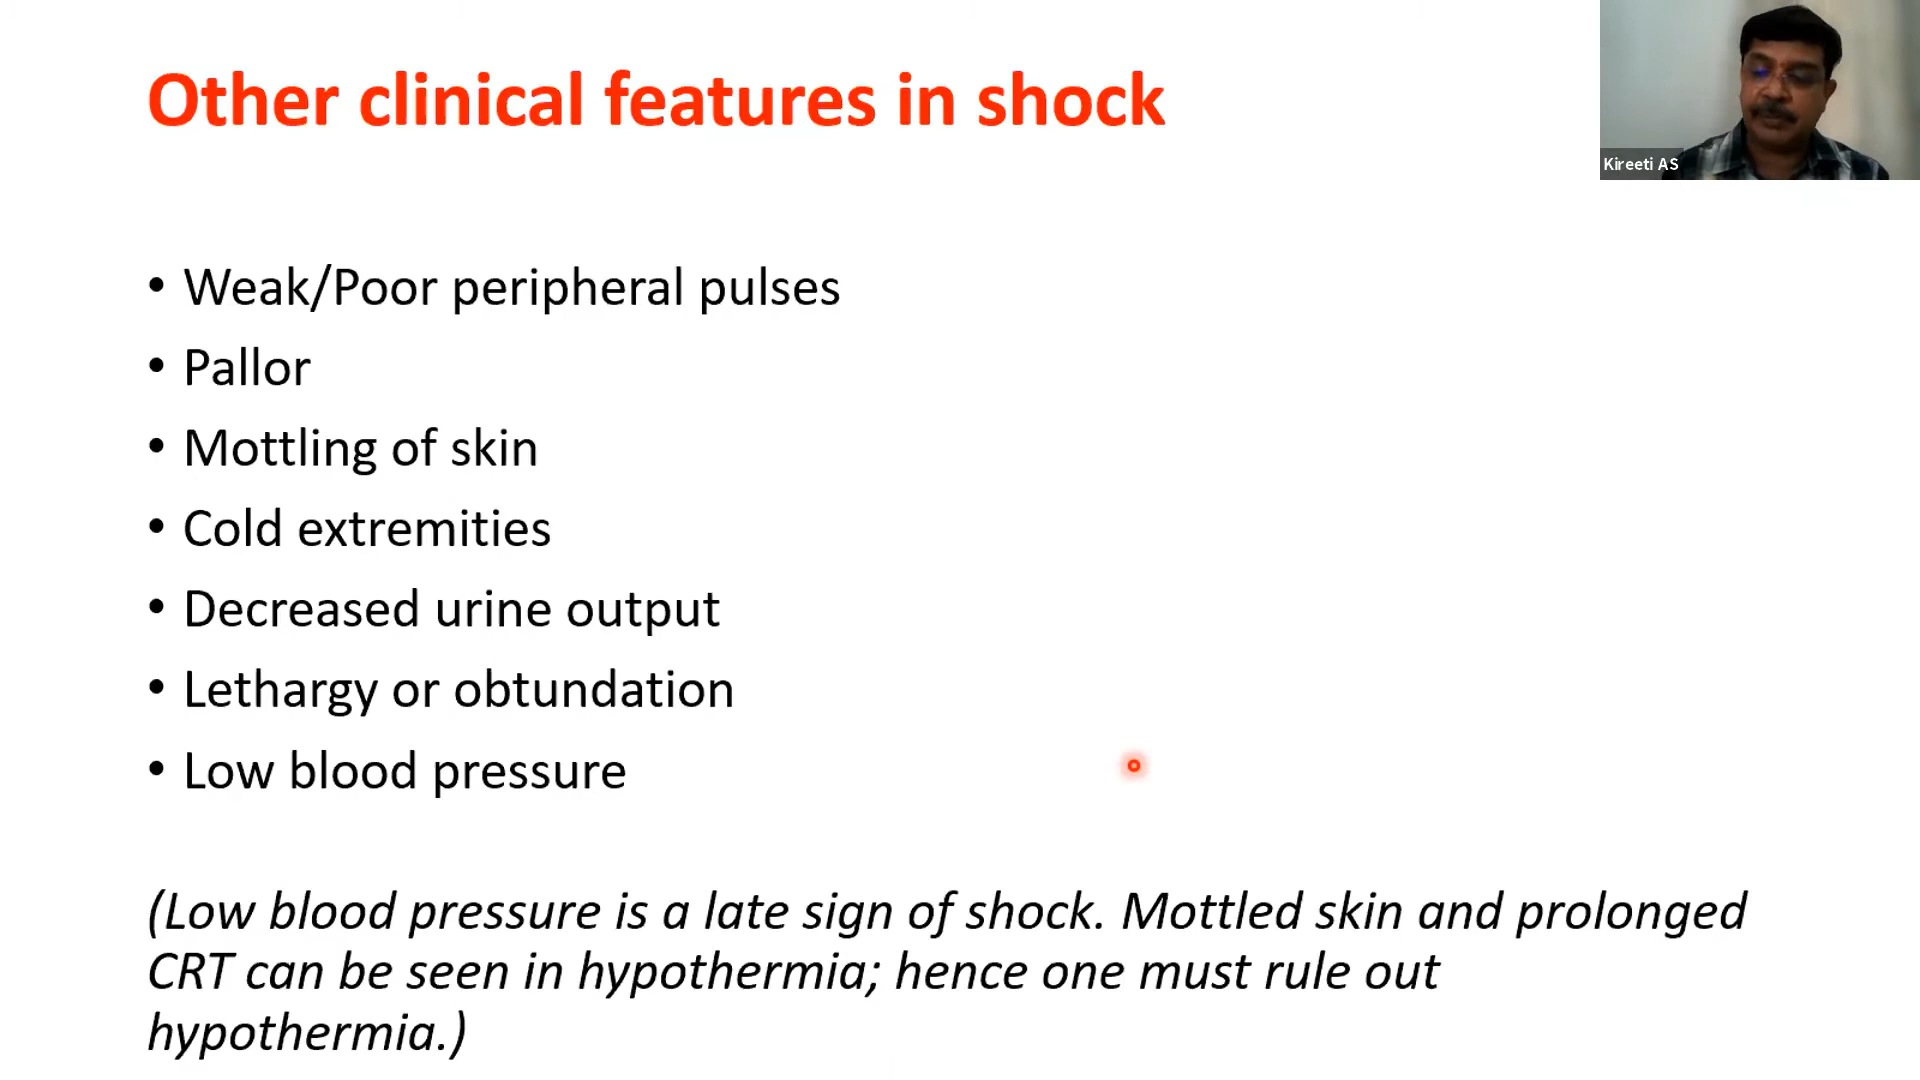 Other clinical features in shock
Kireeti AS
• Weak/Poor peripheral pulses
• Pallor
• Mottling of skin
• Cold extremities
• Decreased urine output
• Lethargy or obtundation
• Low blood pressure
(Low blood pressure is a late sign of shock. Mottled skin and prolonged
CRT can be seen in hypothermia; hence one must rule out
hypothermia.)